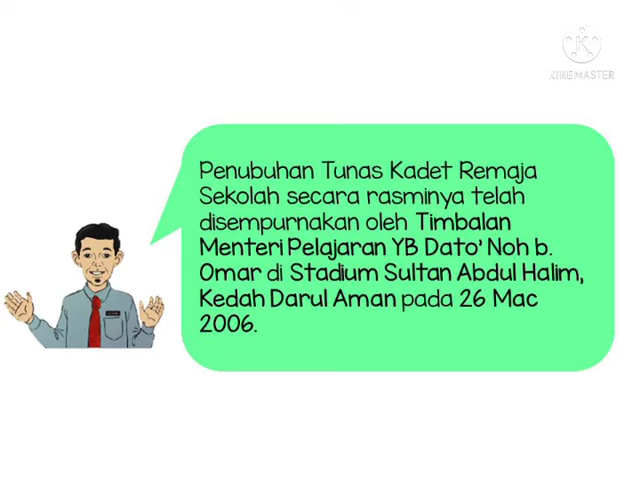 KINEMASTER
Penubuhan Tunas Kadet Remaja
Sekolah secara rasminya telah
disempurnakan oleh Timbalan
Menteri Pelajaran YB Dato' Noh b.
Omar di Stadium Sultan Abdul Halim,
Kedah Darul Aman pada 26 Mac
2006.